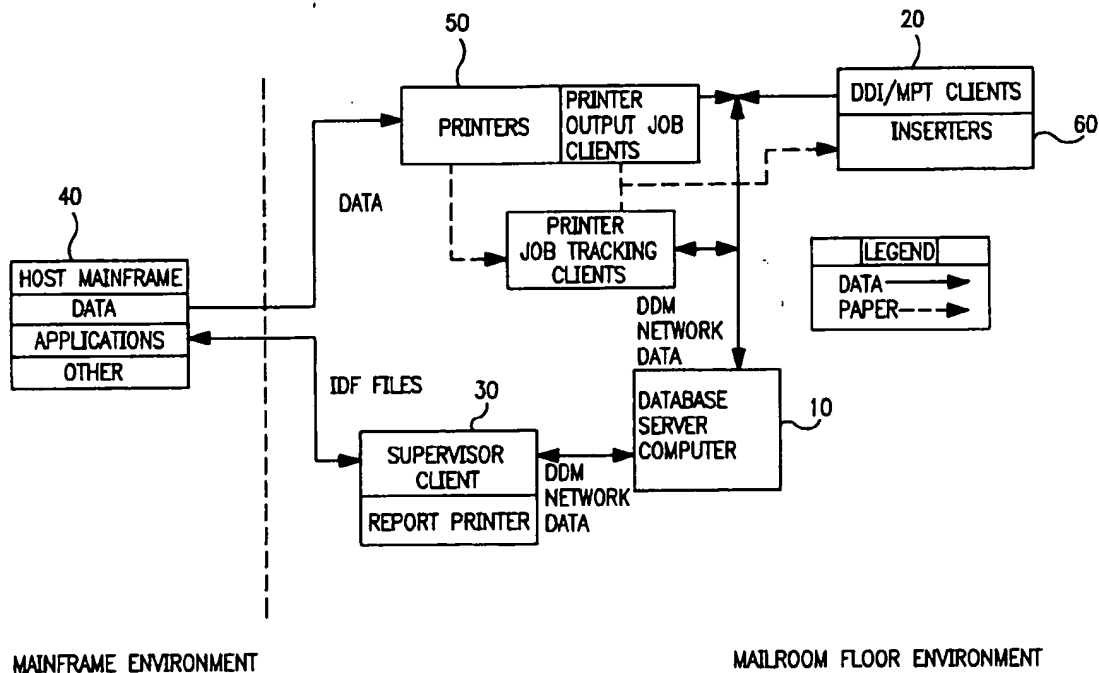 50
20
PRINTERS
PRINTER
OUTPUT JOB
CLIENTS
DDI/MPT CLIENTS
INSERTERS
60
DATA
PRINTER
JOB TRACKING
CLIENTS
40
HOST MAINFRAME
DATA
APPLICATIONS
OTHER
LEGEND
DATA
PAPER
DDM
NETWORK
DATA
IDF FILES
30
SUPERVISOR
CLIENT
REPORT PRINTER
DDM
NETWORK
DATA
DATABASE
SERVER
COMPUTER
10
MAINFRAME ENVIRONMENT
MAILROOM FLOOR ENVIRONMENT